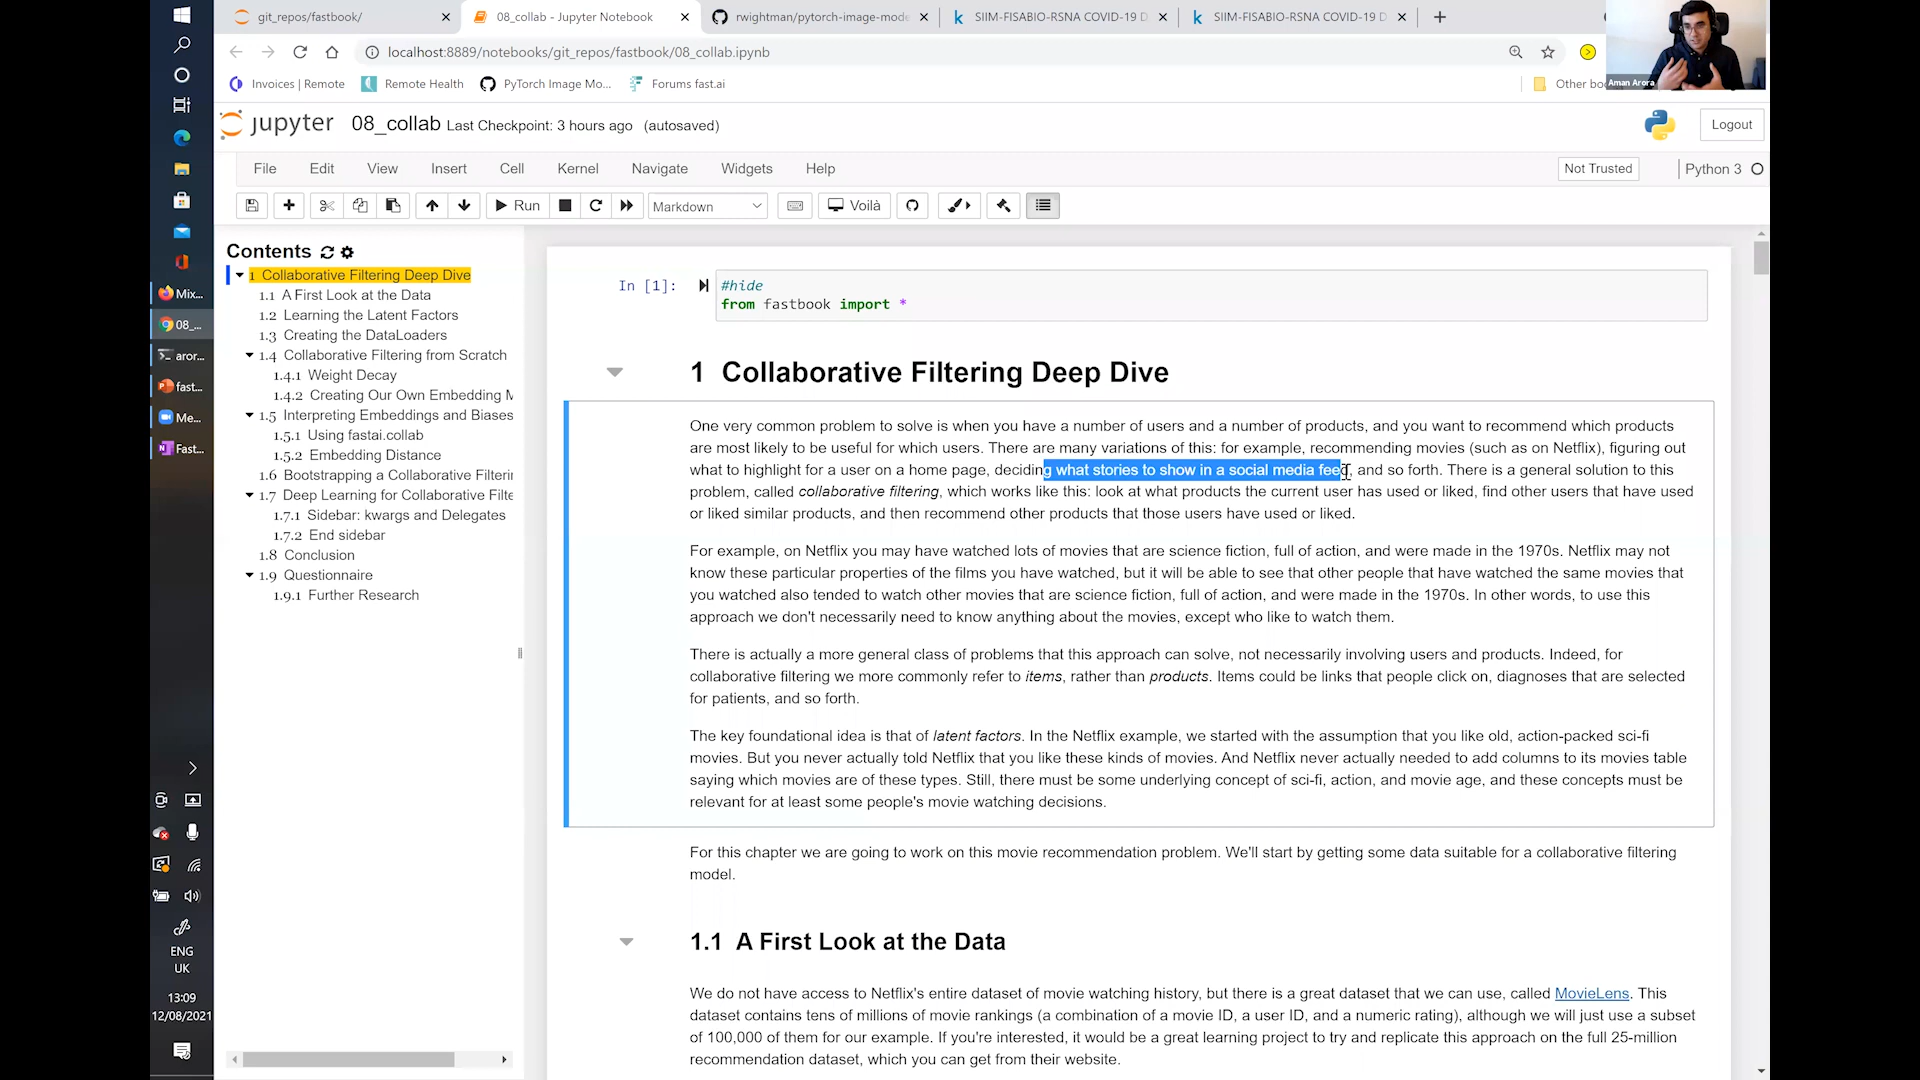 git_repos/fastbook/
08_collab - Jupyter Notebook
rwightman/pytorch-image-mode
SIIM-FISABIO-RSNA COVID-19 D
SIIM-FISABIO-RSNA COVID-19 D
localhost:8889/notebooks/git_repos/fastbook/08_collab.ipynb
Invoices | Remote
Remote Health
PyTorch Image Mo...
Forums fast.ai
Other bo
Aman Arora
jupyter
08_collab Last Checkpoint: 3 hours ago (autosaved)
Logout
File Edit View Insert Cell Kernel Navigate Widgets Help
Not Trusted
Python 3
Run
Markdown
Voilà
Contents
1 Collaborative Filtering Deep Dive
1.1 A First Look at the Data
1.2 Learning the Latent Factors
1.3 Creating the DataLoaders
1.4 Collaborative Filtering from Scratch
1.4.1 Weight Decay
1.4.2 Creating Our Own Embedding M
1.5 Interpreting Embeddings and Biases
1.5.1 Using fastai.collab
1.5.2 Embedding Distance
1.6 Bootstrapping a Collaborative Filterin
1.7 Deep Learning for Collaborative Filte
1.7.1 Sidebar: kwargs and Delegates
1.7.2 End sidebar
1.8 Conclusion
1.9 Questionnaire
1.9.1 Further Research
In [1]:
#hide
from fastbook import *
1 Collaborative Filtering Deep Dive
One very common problem to solve is when you have a number of users and a number of products, and you want to recommend which products
are most likely to be useful for which users. There are many variations of this: for example, recommending movies (such as on Netflix), figuring out
what to highlight for a user on a home page, deciding what stories to show in a social media feed, and so forth. There is a general solution to this
problem, called collaborative filtering, which works like this: look at what products the current user has used or liked, find other users that have used
or liked similar products, and then recommend other products that those users have used or liked.
For example, on Netflix you may have watched lots of movies that are science fiction, full of action, and were made in the 1970s. Netflix may not
know these particular properties of the films you have watched, but it will be able to see that other people that have watched the same movies that
you watched also tended to watch other movies that are science fiction, full of action, and were made in the 1970s. In other words, to use this
approach we don't necessarily need to know anything about the movies, except who like to watch them.
There is actually a more general class of problems that this approach can solve, not necessarily involving users and products. Indeed, for
collaborative filtering we more commonly refer to items, rather than products. Items could be links that people click on, diagnoses that are selected
for patients, and so forth.
The key foundational idea is that of latent factors. In the Netflix example, we started with the assumption that you like old, action-packed sci-fi
movies. But you never actually told Netflix that you like these kinds of movies. And Netflix never actually needed to add columns to its movies table
saying which movies are of these types. Still, there must be some underlying concept of sci-fi, action, and movie age, and these concepts must be
relevant for at least some people's movie watching decisions.
For this chapter we are going to work on this movie recommendation problem. We'll start by getting some data suitable for a collaborative filtering
model.
1.1 A First Look at the Data
We do not have access to Netflix's entire dataset of movie watching history, but there is a great dataset that we can use, called MovieLens. This
dataset contains tens of millions of movie rankings (a combination of a movie ID, a user ID, and a numeric rating), although we will just use a subset
of 100,000 of them for our example. If you're interested, it would be a great learning project to try and replicate this approach on the full 25-million
recommendation dataset, which you can get from their website.
Mix...
08_...
aror...
fast...
Me...
Fast...
ENG
UK
13:09
12/08/2021